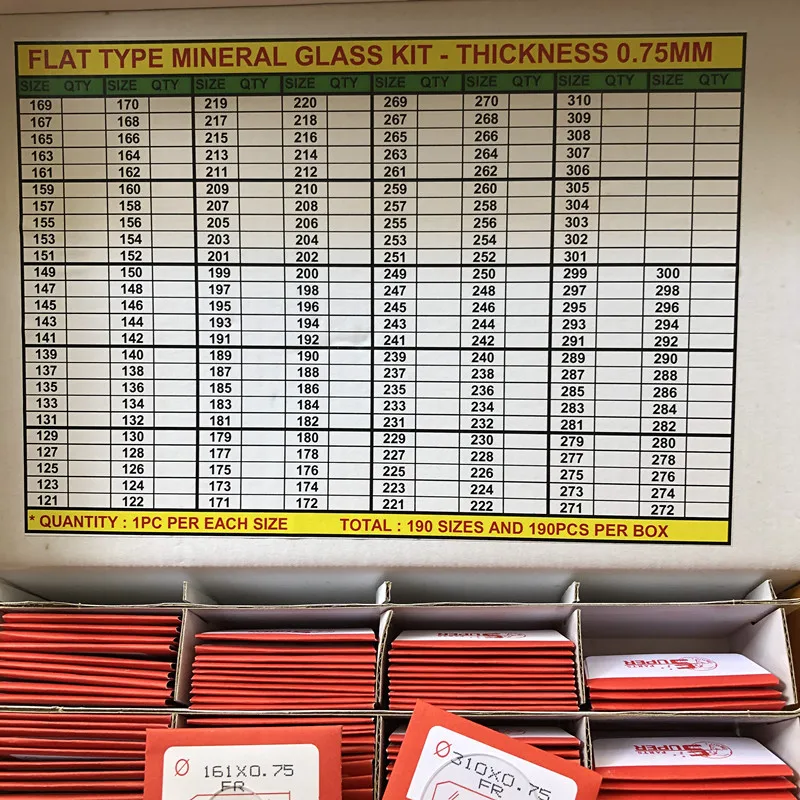 FLAT TYPE MINERAL GLASS KIT - THICKNESS 0.75MM
SIZE QTY SIZE QTY SIZE QTY SIZE QTY SIZE QTY SIZE QTY SIZE QTY SIZE QTY
169 170 219 220 269 270 310
167 168 217 218 267 268 309
165 166 215 216 265 266 308
163 164 213 214 263 264 307
161 162 211 212 261 262 306
159 160 209 210 259 260 305
157 158 207 208 257 258 304
155 156 205 206 255 256 303
153 154 203 204 253 254 302
151 152 201 202 251 252 301
149 150 199 200 249 250 299 300
147 148 197 198 247 248 297 298
145 146 195 196 245 246 295 296
143 144 193 194 243 244 293 294
141 142 191 192 241 242 291 292
139 140 189 190 239 240 289 290
137 138 187 188 237 238 287 288
135 136 185 186 235 236 285 286
133 134 183 184 233 234 283 284
131 132 181 182 231 232 281 282
129 130 179 180 229 230 279 280
127 128 177 178 227 228 277 278
125 126 175 176 225 226 275 276
123 124 173 174 223 224 273 274
121 122 171 172 221 222 271 272
* QUANTITY : 1PC PER EACH SIZE TOTAL : 190 SIZES AND 190PCS PER BOX
SUPER
SUPER
Ø 161X0.75
FR
Ø 310X0.75
FR